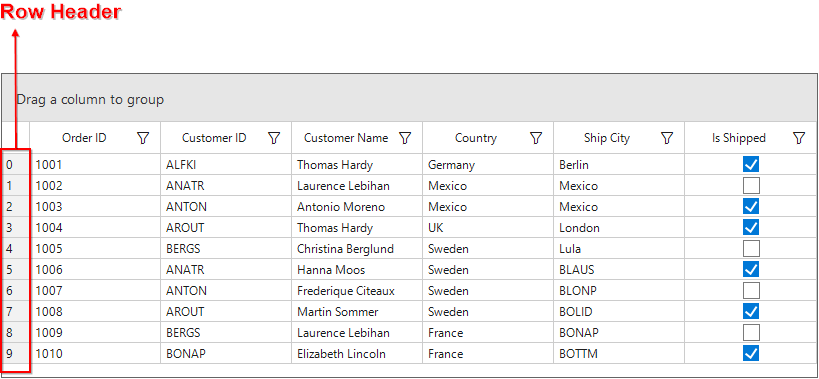 Row Header
Drag a column to group
Order ID Customer ID Customer Name Country Ship City Is Shipped
0 1001 ALFKI Thomas Hardy Germany Berlin
1 1002 ANATR Laurence Lebihan Mexico Mexico
2 1003 ANTON Antonio Moreno Mexico Mexico
3 1004 AROUT Thomas Hardy UK London
4 1005 BERGS Christina Berglund Sweden Lula
5 1006 ANATR Hanna Moos Sweden BLAUS
6 1007 ANTON Frederique Citeaux Sweden BLONP
7 1008 AROUT Martin Sommer Sweden BOLID
8 1009 BERGS Laurence Lebihan France BONAP
9 1010 BONAP Elizabeth Lincoln France BOTTM